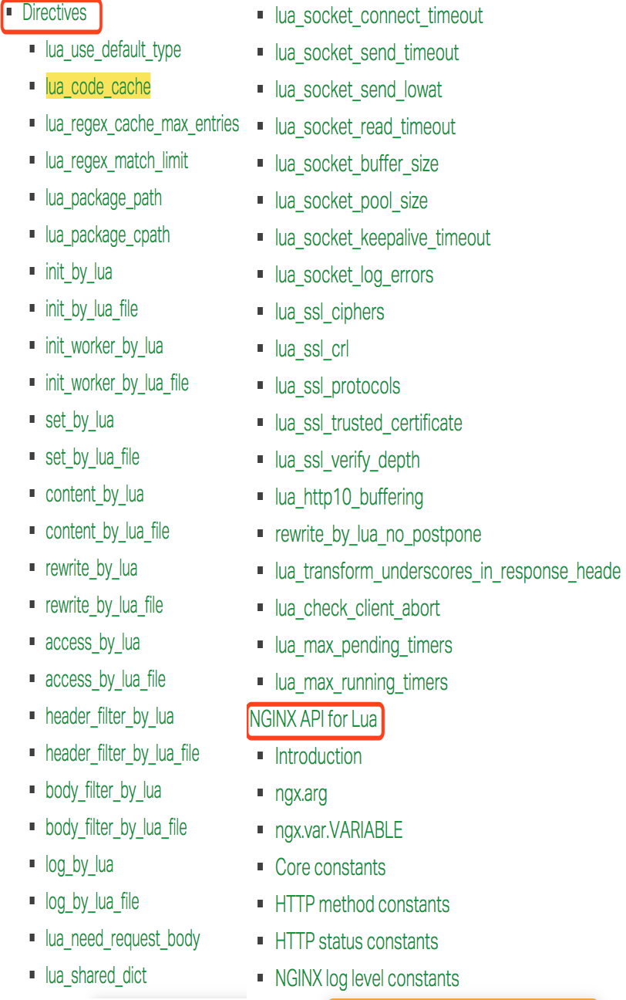 Directives
lua_use_default_type
lua_code_cache
lua_regex_cache_max_entries
lua_regex_match_limit
lua_package_path
lua_package_cpath
init_by_lua
init_by_lua_file
init_worker_by_lua
init_worker_by_lua_file
set_by_lua
set_by_lua_file
content_by_lua
content_by_lua_file
rewrite_by_lua
rewrite_by_lua_file
access_by_lua
access_by_lua_file
header_filter_by_lua
header_filter_by_lua_file
body_filter_by_lua
body_filter_by_lua_file
log_by_lua
log_by_lua_file
lua_need_request_body
lua_shared_dict
lua_socket_connect_timeout
lua_socket_send_timeout
lua_socket_send_lowat
lua_socket_read_timeout
lua_socket_buffer_size
lua_socket_pool_size
lua_socket_keepalive_timeout
lua_socket_log_errors
lua_ssl_ciphers
lua_ssl_crl
lua_ssl_protocols
lua_ssl_trusted_certificate
lua_ssl_verify_depth
lua_http10_buffering
rewrite_by_lua_no_postpone
lua_transform_underscores_in_response_heade
lua_check_client_abort
lua_max_pending_timers
lua_max_running_timers
NGINX API for Lua
Introduction
ngx.arg
ngx.var.VARIABLE
Core constants
HTTP method constants
HTTP status constants
NGINX log level constants